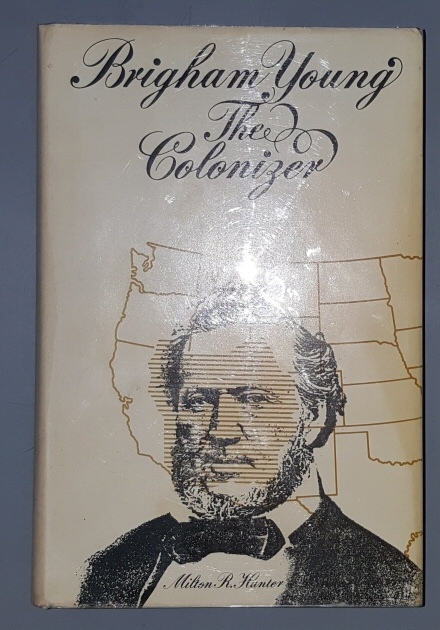 Brigham Young
The
Colonizer
Milton R. Hunter